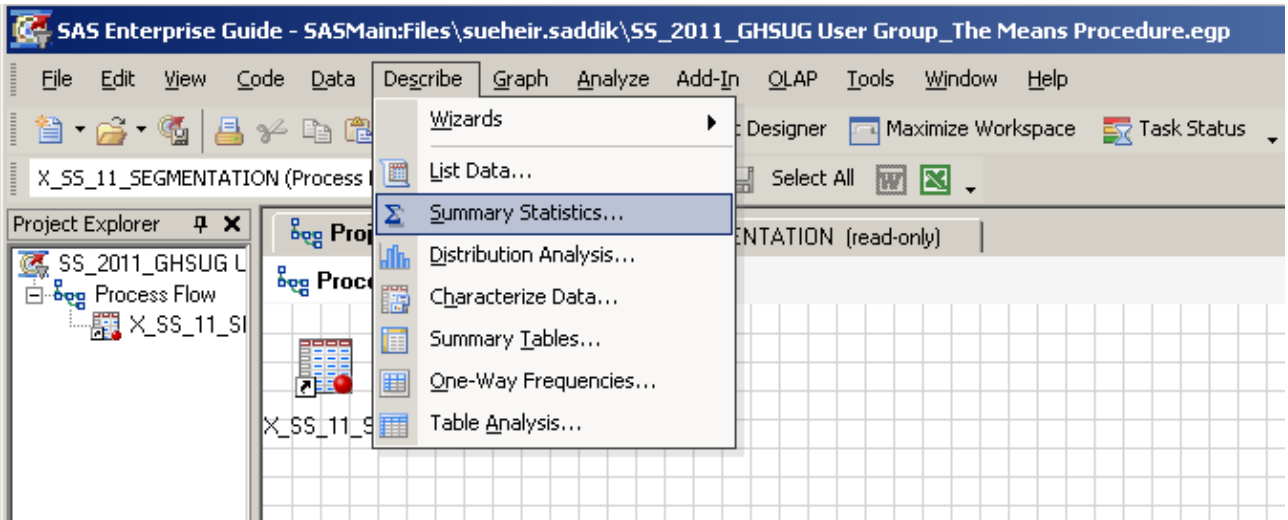 SAS Enterprise Guide - SASMain:Files\sueheir.saddik\SS_2011_GHSUG User Group_The Means Procedure.egp
File Edit View Code Data Describe Graph Analyze Add-In OLAP Tools Window Help
Designer Maximize Workspace Task Status
X_SS_11_SEGMENTATION (Process Select All
Wizards
List Data...
Summary Statistics...
Distribution Analysis...
Characterize Data...
Summary Tables...
One-Way Frequencies...
Table Analysis...
Project Explorer
SS_2011_GHSUG
Process Flow
X_SS_11_S
Proj ENTATION (read-only)
Proce
X_SS_11_S